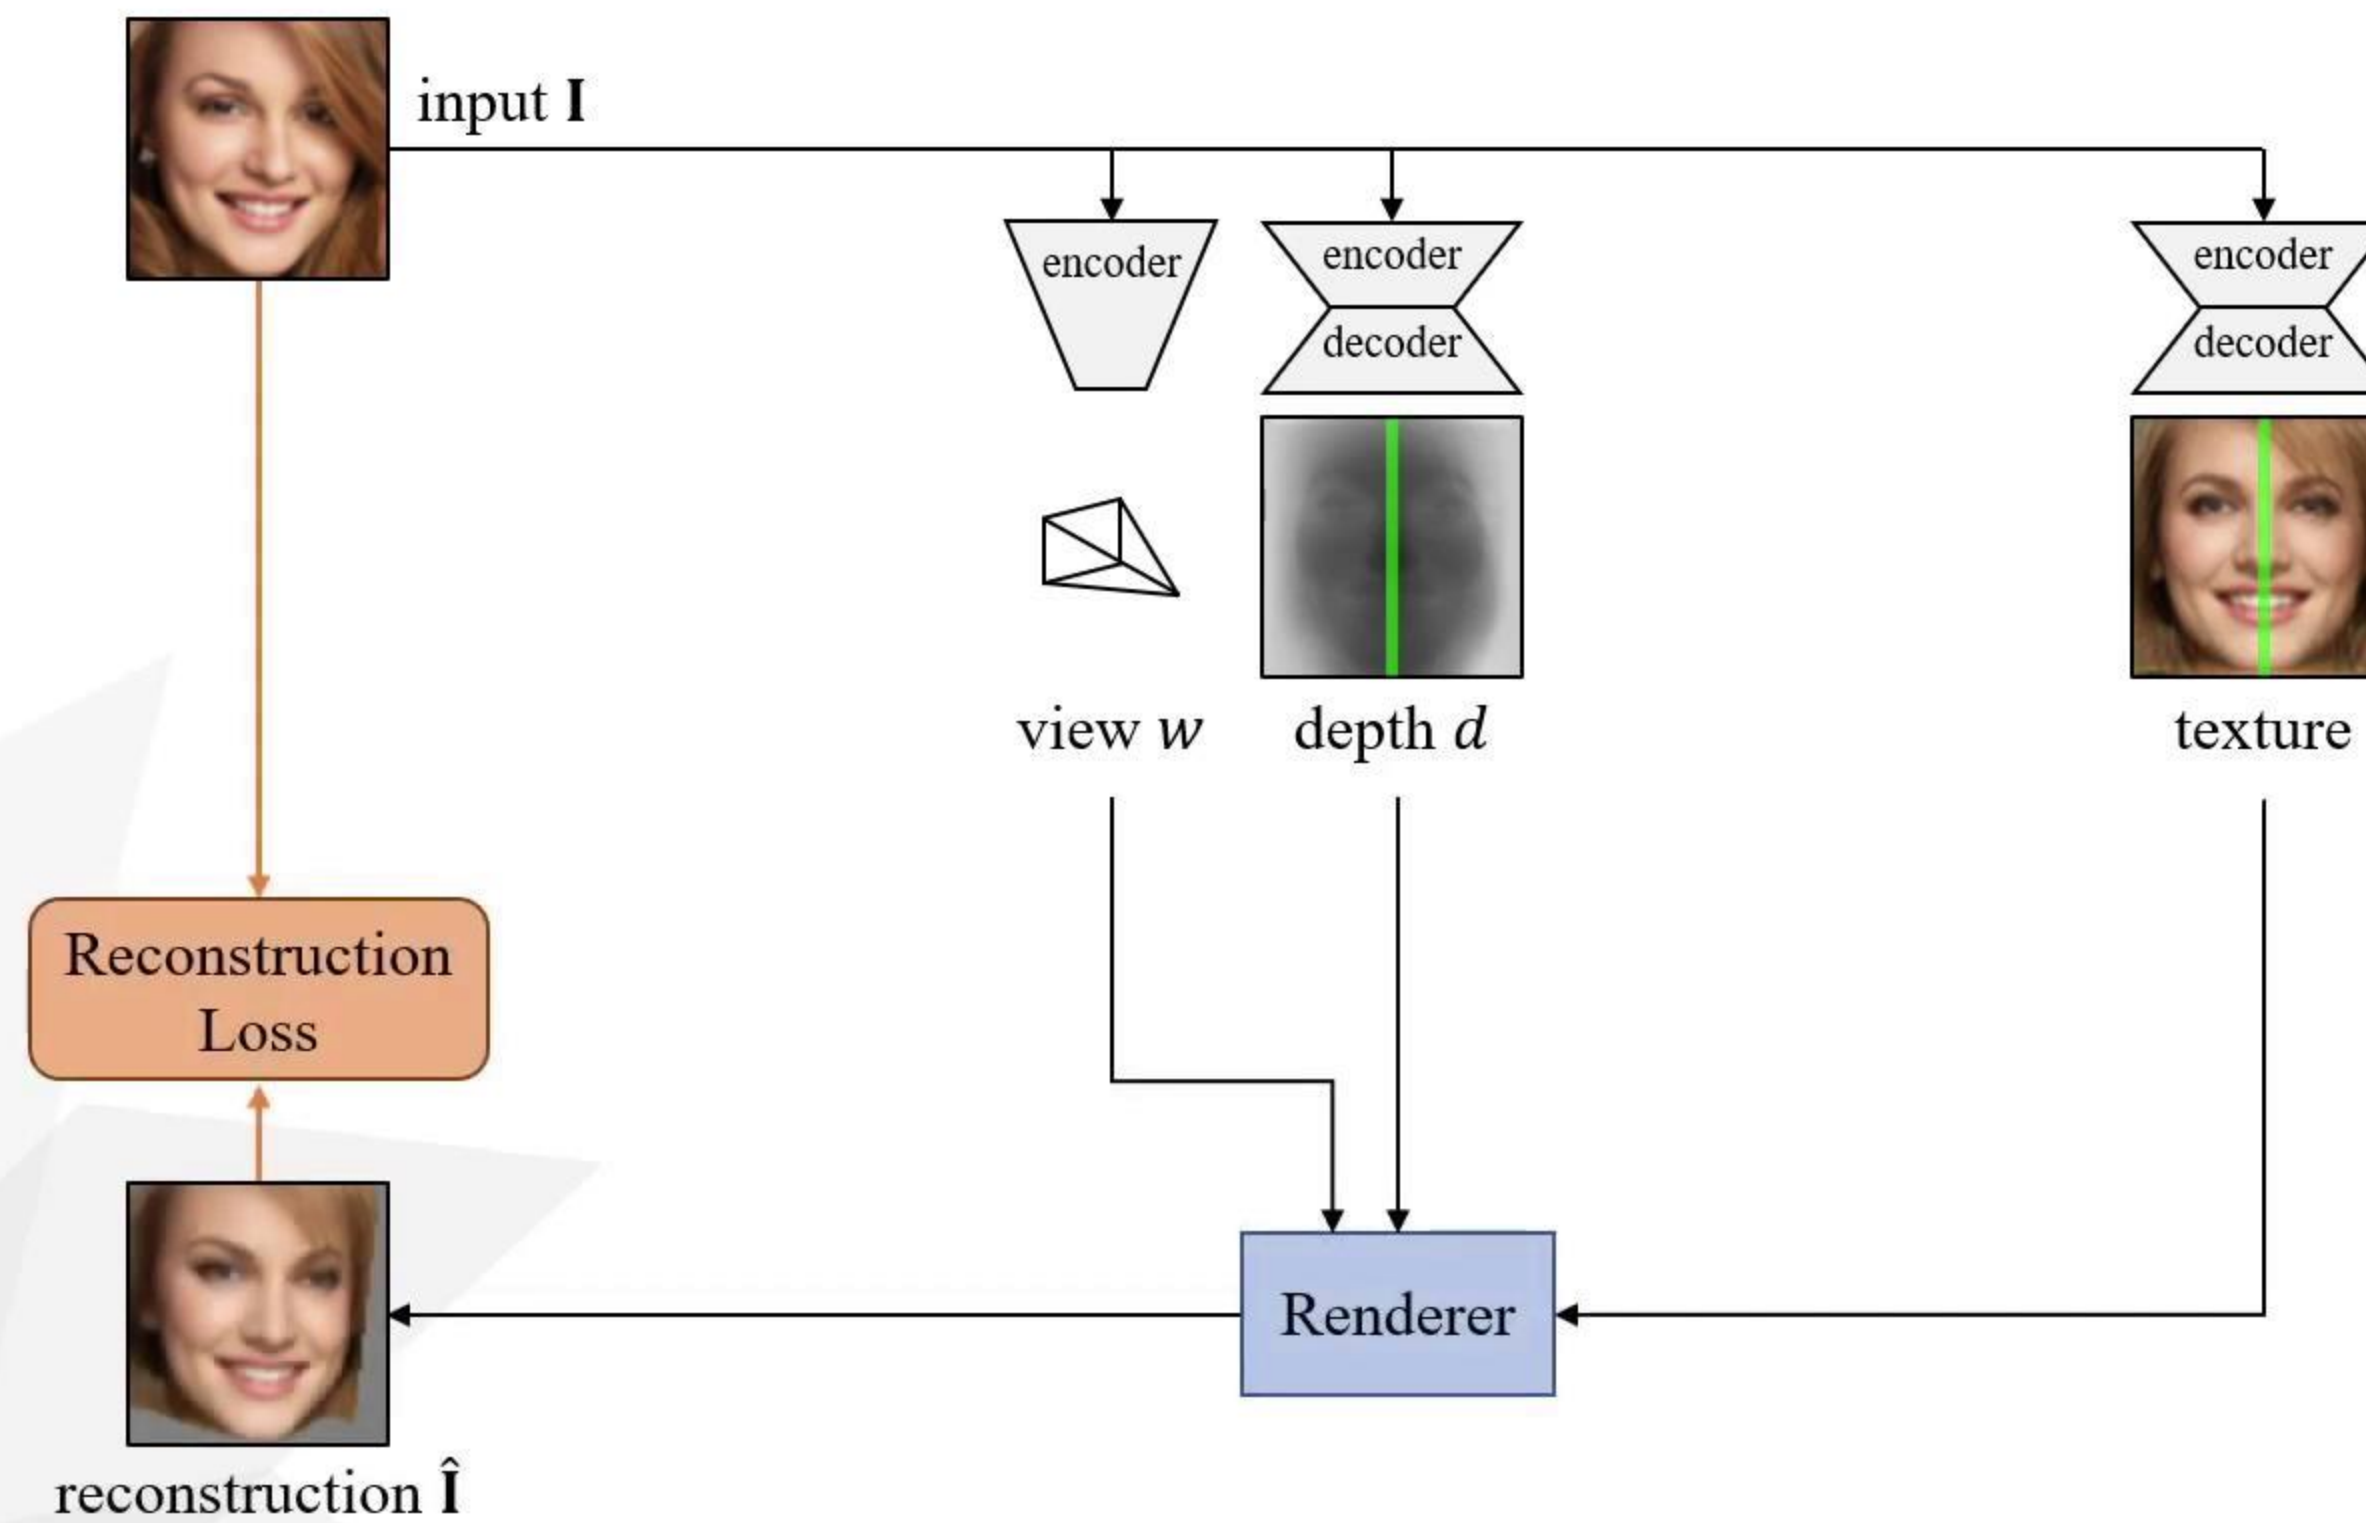 input I
encoder
encoder
decoder
encoder
decoder
view w
depth d
texture
Reconstruction
Loss
Renderer
reconstruction Î